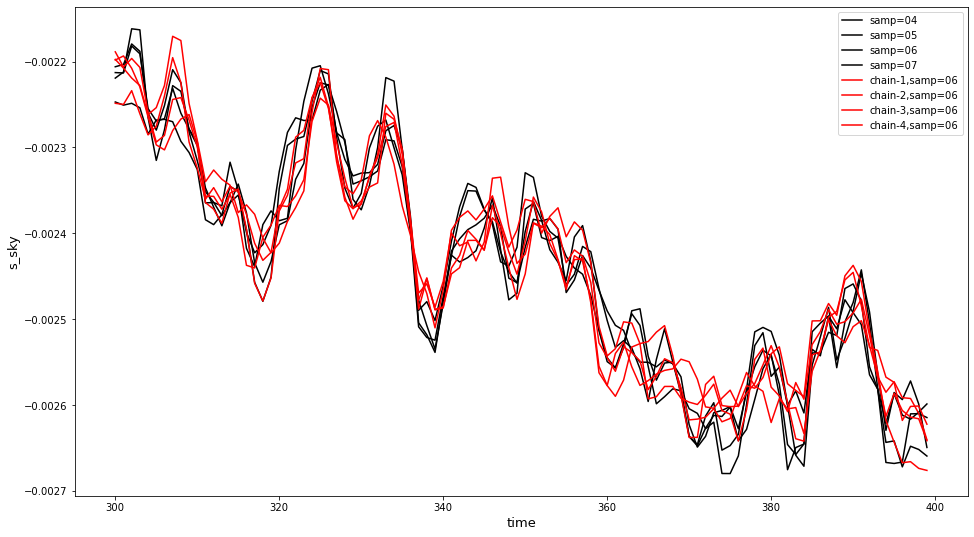 samp=04
samp=05
samp=06
samp=07
chain-1,samp=06
chain-2,samp=06
chain-3,samp=06
chain-4,samp=06
−0.0022
−0.0023
−0.0024
−0.0025
−0.0026
−0.0027
s_sky
300
320
340
360
380
400
time